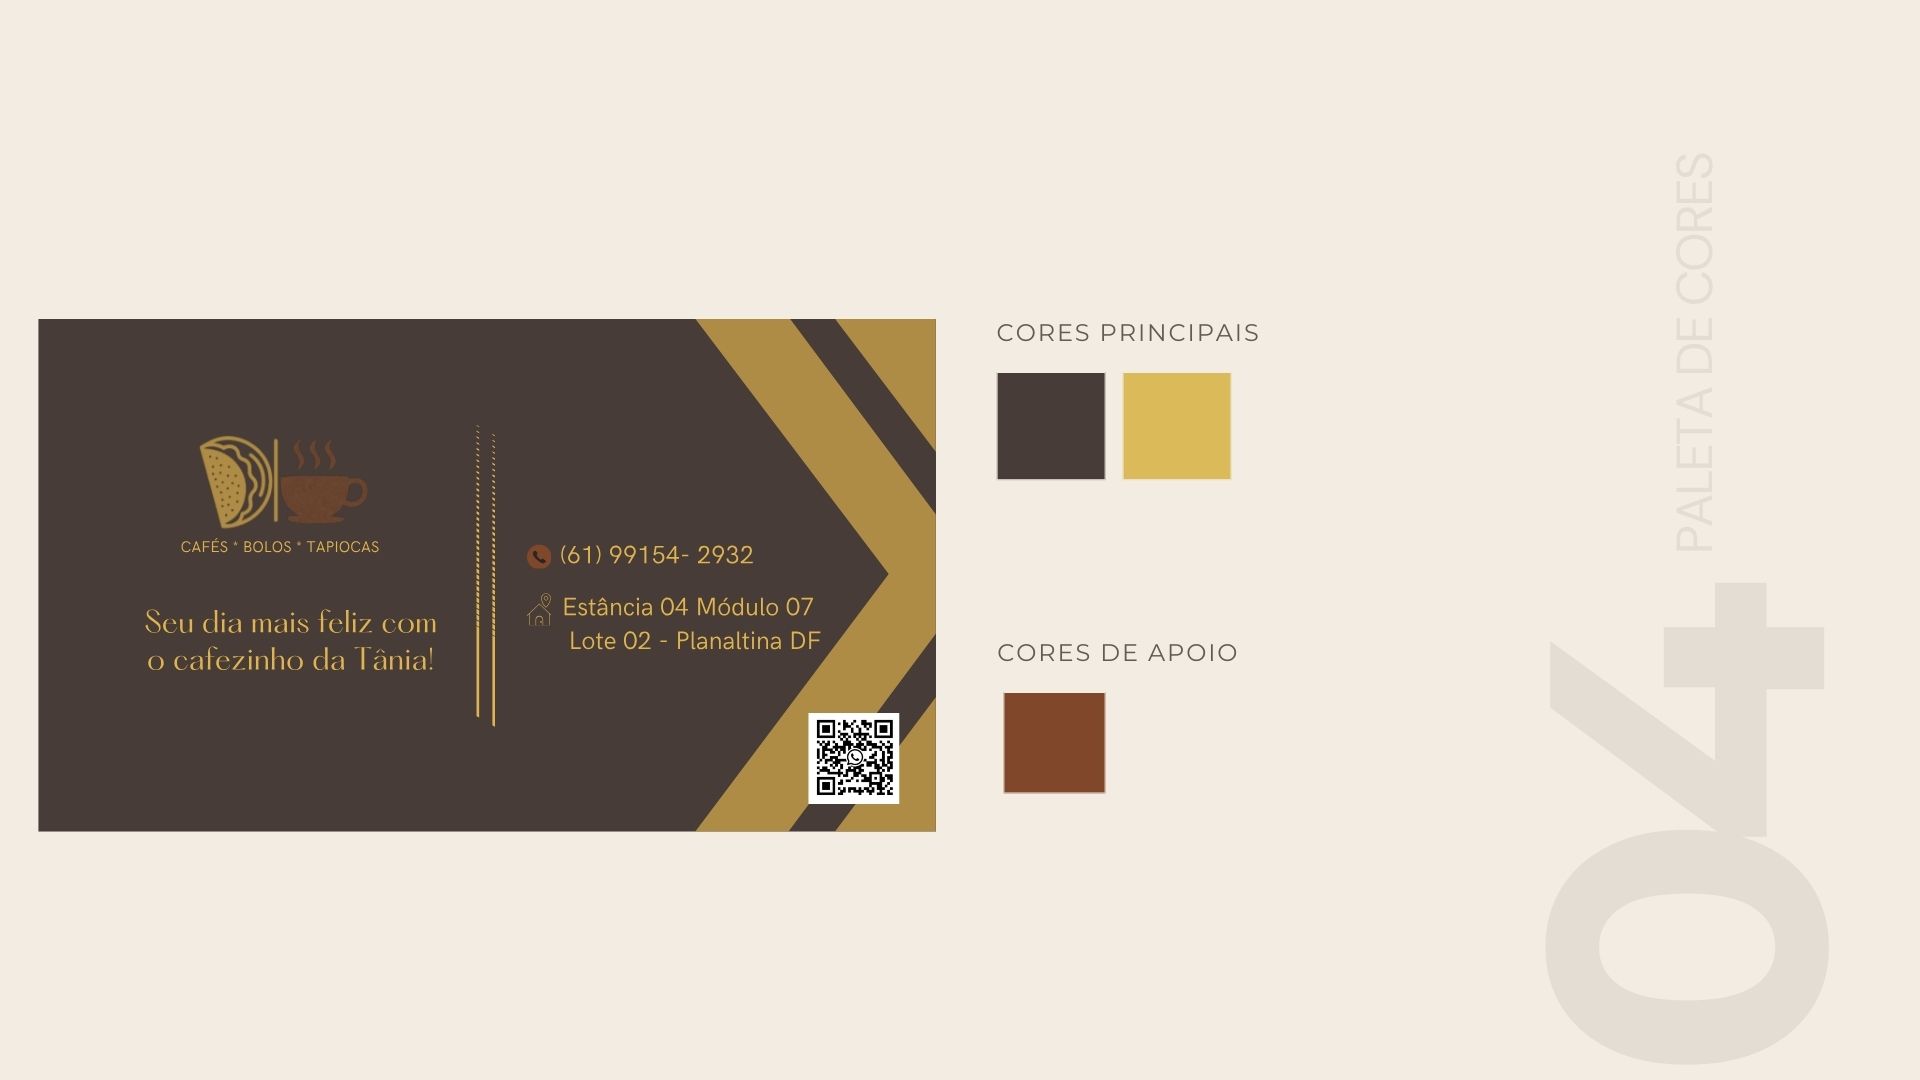 CAFÉS * BOLOS * TAPIOCAS
Seu dia mais feliz com
o cafezinho da Tânia!
(61) 99154- 2932
Estância 04 Módulo 07
Lote 02 - Planaltina DF
CORES PRINCIPAIS
CORES DE APOIO
04
PALETA DE CORES